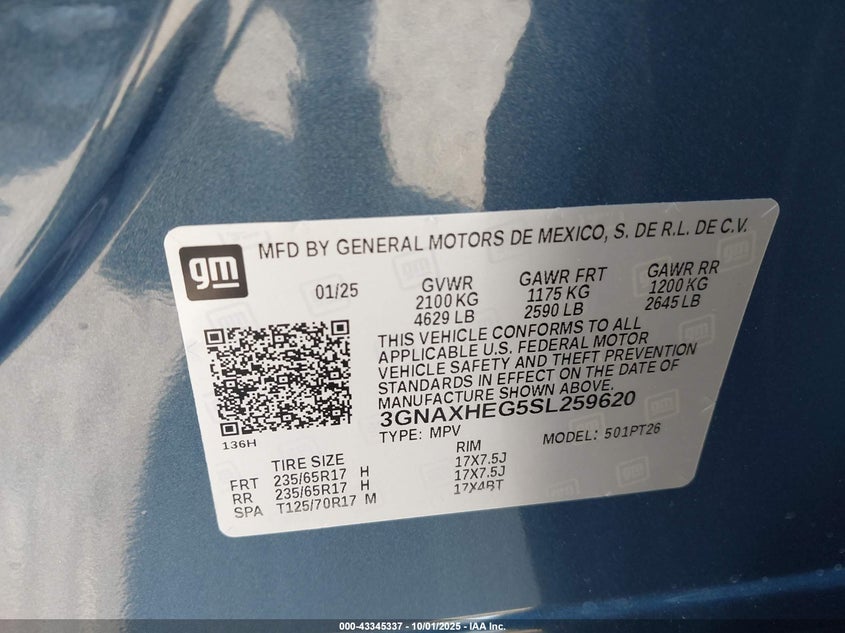 gm
MFD BY GENERAL MOTORS DE MEXICO, S. DE R.L. DE C.V.
01/25
GVWR
2100 KG
4629 LB
GAWR FRT
1175 KG
2590 LB
GAWR RR
1200 KG
2645 LB
THIS VEHICLE CONFORMS TO ALL
APPLICABLE U.S. FEDERAL MOTOR
VEHICLE SAFETY AND THEFT PREVENTION
STANDARDS IN EFFECT ON THE DATE OF
MANUFACTURE SHOWN ABOVE.
3GNAXHEG5SL259620
TYPE: MPV MODEL: 501PT26
136H
TIRE SIZE RIM
FRT 235/65R17 H 17X7.5J
RR 235/65R17 H 17X7.5J
SPA T125/70R17 M 17X4BT
000-43345337 - 10/01/2025 - IAA Inc.